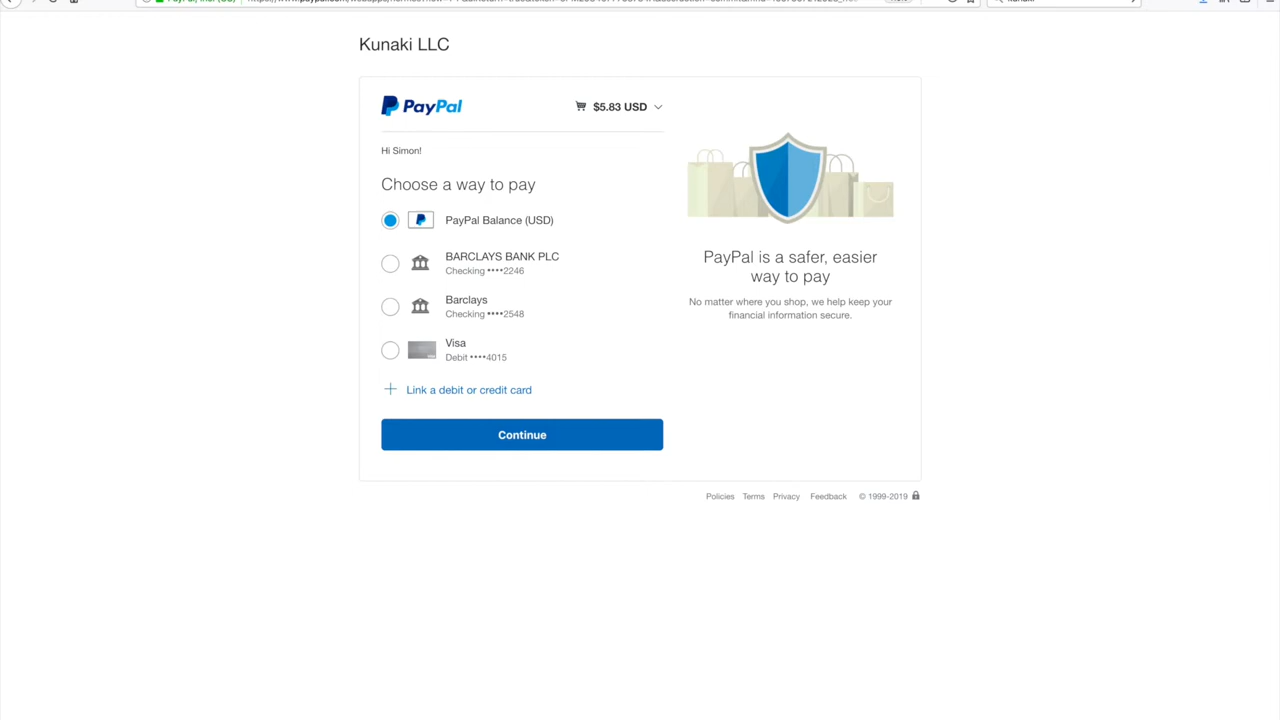 Kunaki LLC
PayPal
$5.83 USD
Hi Simon!
Choose a way to pay
PayPal Balance (USD)
BARCLAYS BANK PLC
Checking ••••2246
Barclays
Checking ••••2548
Visa
Debit ••••4015
Link a debit or credit card
Continue
PayPal is a safer, easier
way to pay
No matter where you shop, we help keep your
financial information secure.
Policies Terms Privacy Feedback © 1999-2019